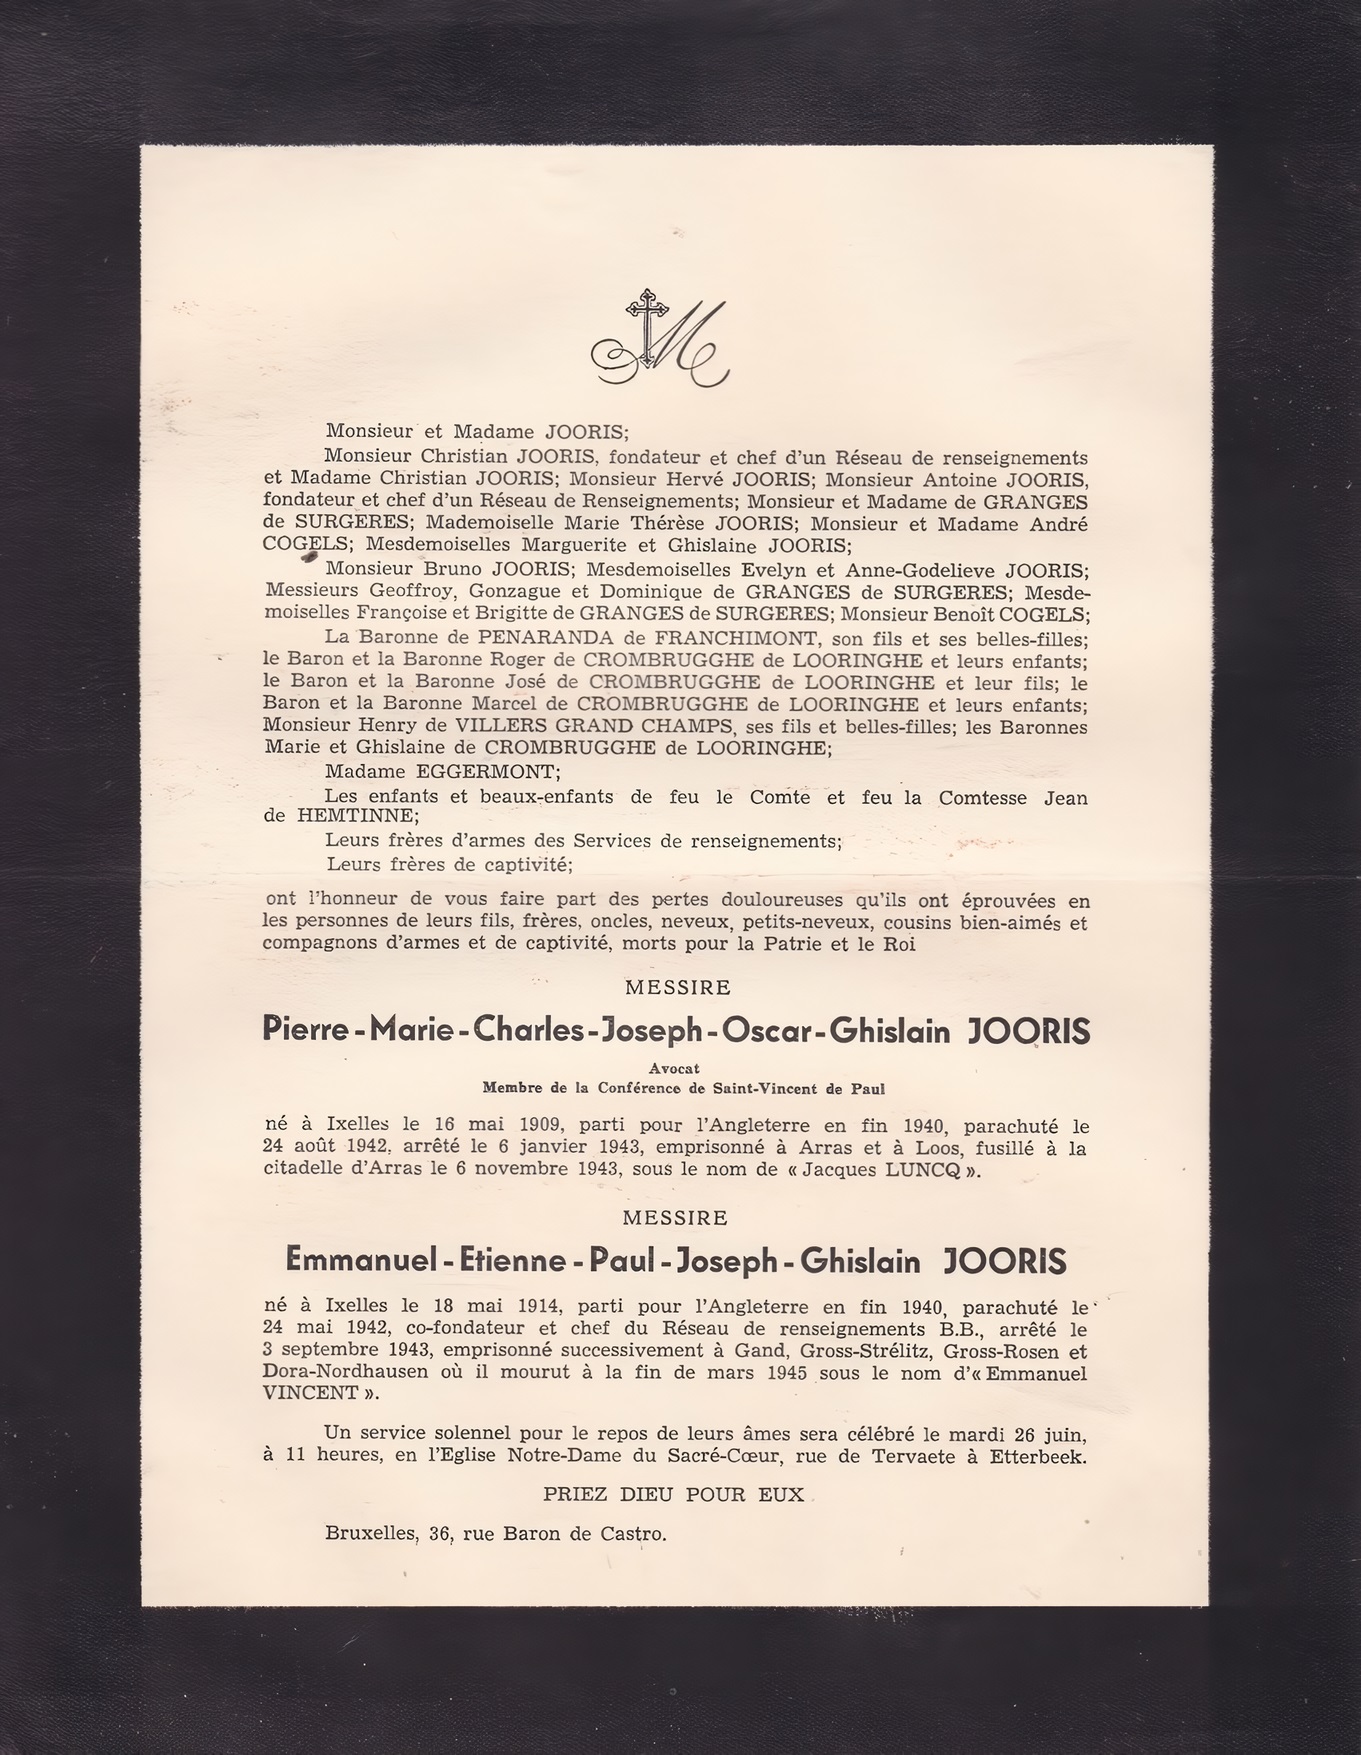 M
Monsieur et Madame JOORIS;
Monsieur Christian JOORIS, fondateur et chef d'un Réseau de renseignements
et Madame Christian JOORIS; Monsieur Hervé JOORIS; Monsieur Antoine JOORIS,
fondateur et chef d'un Réseau de Renseignements; Monsieur et Madame de GRANGES
de SURGERES; Mademoiselle Marie Thérèse JOORIS; Monsieur et Madame André
COGELS; Mesdemoiselles Marguerite et Ghislaine JOORIS;
Monsieur Bruno JOORIS; Mesdemoiselles Evelyn et Anne-Godelieve JOORIS;
Messieurs Geoffroy, Gonzague et Dominique de GRANGES de SURGERES; Mesde-
moiselles Françoise et Brigitte de GRANGES de SURGERES; Monsieur Benoît COGELS;
La Baronne de PENARANDA de FRANCHIMONT, son fils et ses belles-filles;
le Baron et la Baronne Roger de CROMBRUGGHE de LOORINGHE et leurs enfants;
le Baron et la Baronne José de CROMBRUGGHE de LOORINGHE et leur fils; le
Baron et la Baronne Marcel de CROMBRUGGHE de LOORINGHE et leurs enfants;
Monsieur Henry de VILLERS GRAND CHAMPS, ses fils et belles-filles; les Baronnes
Marie et Ghislaine de CROMBRUGGHE de LOORINGHE;
Madame EGGERMONT;
Les enfants et beaux-enfants de feu le Comte et feu la Comtesse Jean
de HEMTINNE;
Leurs frères d'armes des Services de renseignements;
Leurs frères de captivité;
ont l'honneur de vous faire part des pertes douloureuses qu'ils ont éprouvées en
les personnes de leurs fils, frères, oncles, neveux, petits-neveux, cousins bien-aimés et
compagnons d'armes et de captivité, morts pour la Patrie et le Roi
MESSIRE
Pierre-Marie-Charles-Joseph-Oscar-Ghislain JOORIS
Avocat
Membre de la Conférence de Saint-Vincent de Paul
né à Ixelles le 16 mai 1909, parti pour l'Angleterre en fin 1940, parachuté le
24 août 1942, arrêté le 6 janvier 1943, emprisonné à Arras et à Loos, fusillé à la
citadelle d'Arras le 6 novembre 1943, sous le nom de « Jacques LUNCQ ».
MESSIRE
Emmanuel-Etienne-Paul-Joseph-Ghislain JOORIS
né à Ixelles le 18 mai 1914, parti pour l'Angleterre en fin 1940, parachuté le
24 mai 1942, co-fondateur et chef du Réseau de renseignements B.B., arrêté le
3 septembre 1943, emprisonné successivement à Gand, Gross-Strélitz, Gross-Rosen et
Dora-Nordhausen où il mourut à la fin de mars 1945 sous le nom d'« Emmanuel
VINCENT ».
Un service solennel pour le repos de leurs âmes sera célébré le mardi 26 juin,
à 11 heures, en l'Eglise Notre-Dame du Sacré-Cœur, rue de Tervaete à Etterbeek.
PRIEZ DIEU POUR EUX
Bruxelles, 36, rue Baron de Castro.